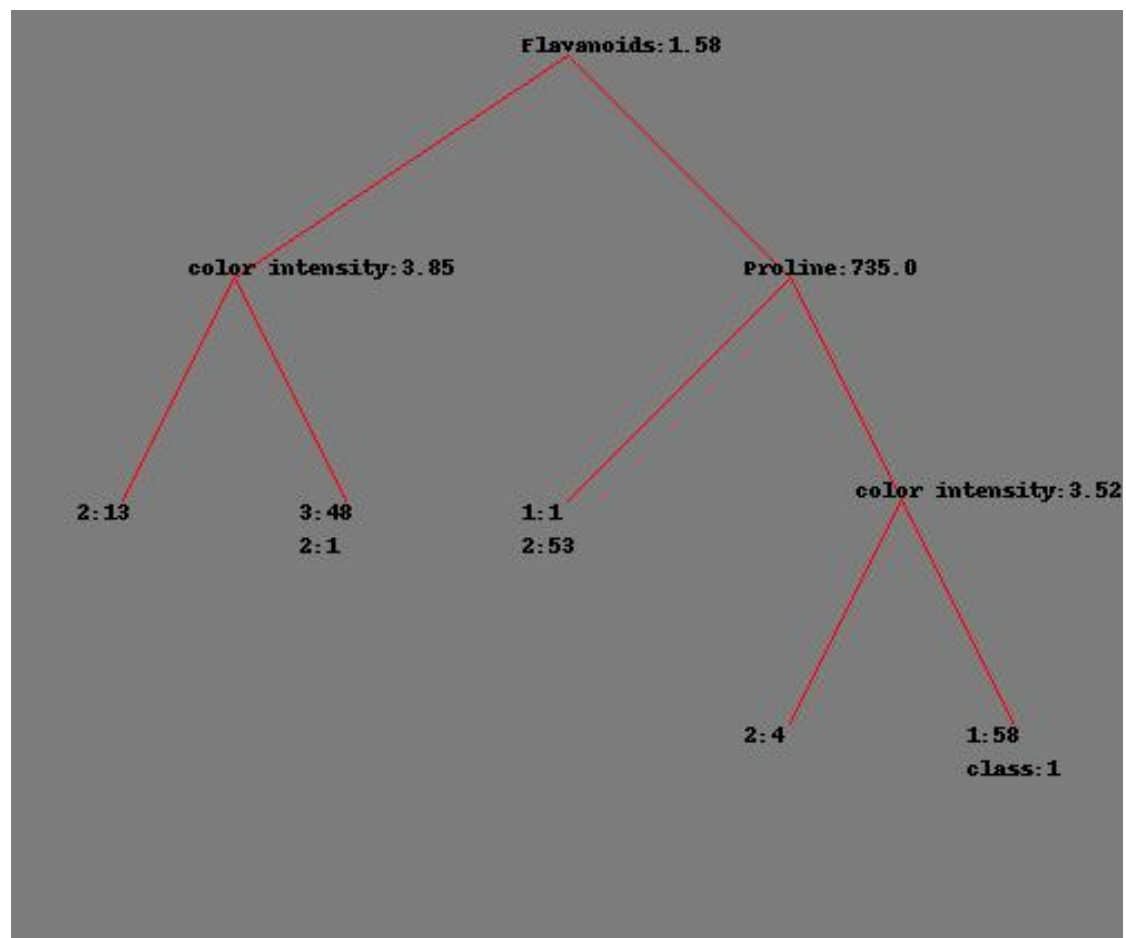 Flavanoids:1.58
color intensity:3.85
Proline:735.0
color intensity:3.52
2:13
3:48
2:1
1:1
2:53
2:4
1:58
class:1